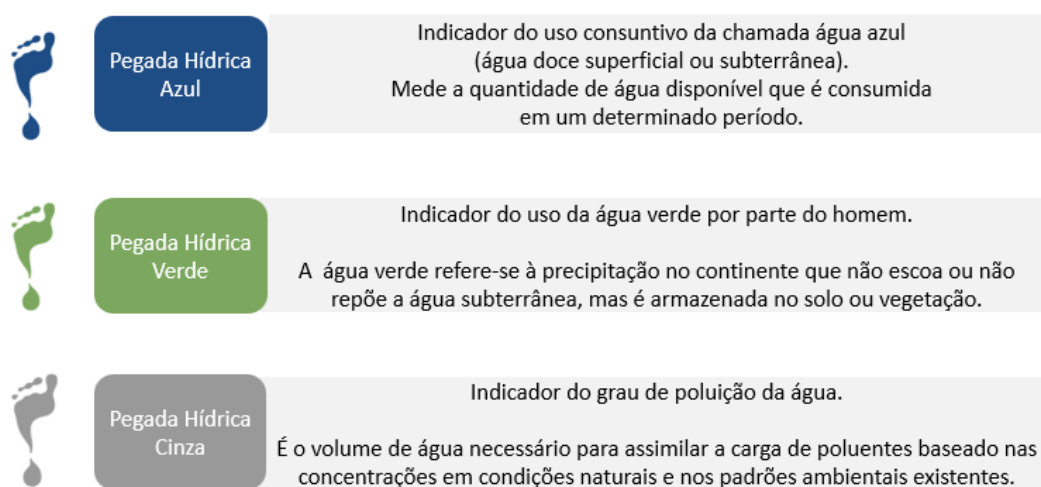 Pegada Hídrica
Azul
Indicador do uso consuntivo da chamada água azul
(água doce superficial ou subterrânea).
Mede a quantidade de água disponível que é consumida
em um determinado período.
Pegada Hídrica
Verde
Indicador do uso da água verde por parte do homem.
A água verde refere-se à precipitação no continente que não escoa ou não
repõe a água subterrânea, mas é armazenada no solo ou vegetação.
Pegada Hídrica
Cinza
Indicador do grau de poluição da água.
É o volume de água necessário para assimilar a carga de poluentes baseado nas
concentrações em condições naturais e nos padrões ambientais existentes.